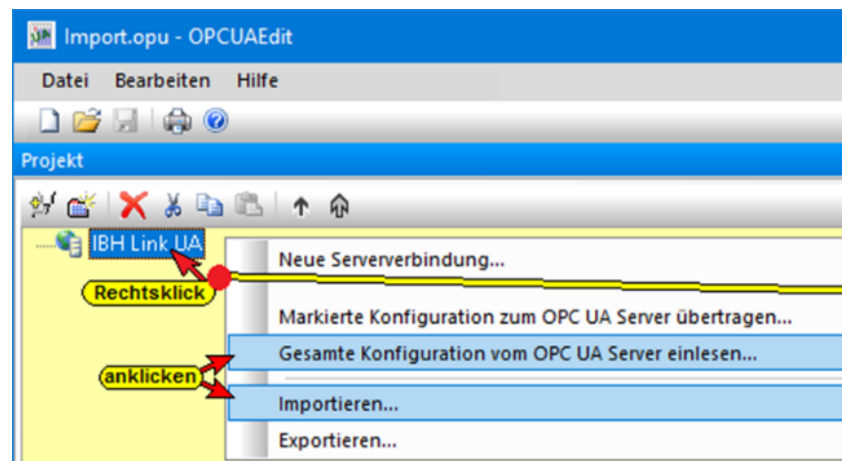 Import.opu - OPCUAEdit
Datei Bearbeiten Hilfe
Projekt
IBH Link UA
Neue Serververbindung...
Rechtsklick
Markierte Konfiguration zum OPC UA Server übertragen...
Gesamte Konfiguration vom OPC UA Server einlesen...
anklicken
Importieren...
Exportieren...